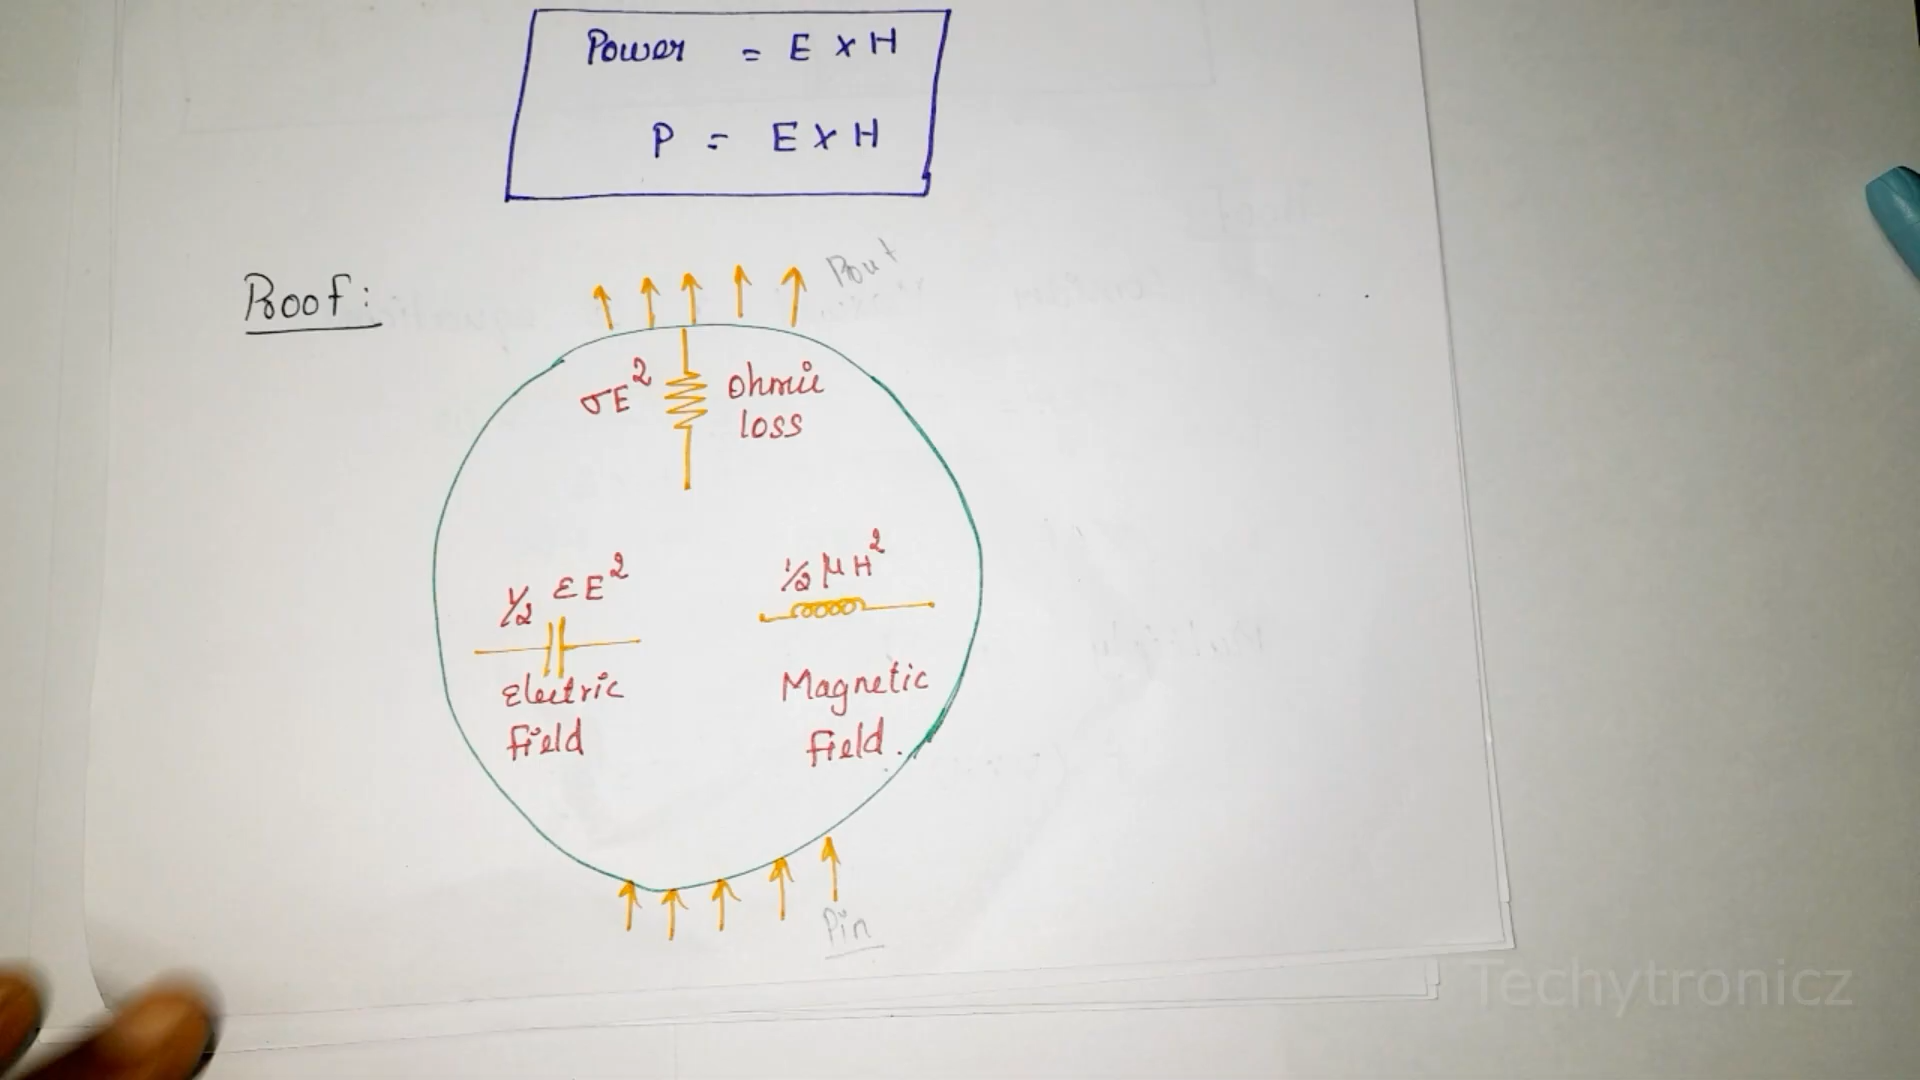 Power = E X H
P = E X H
Pout
Proof:
σE² Ohmic
loss
½ εE²
½ μH²
Electric
field
Magnetic
field.
Pin
Techytronicz